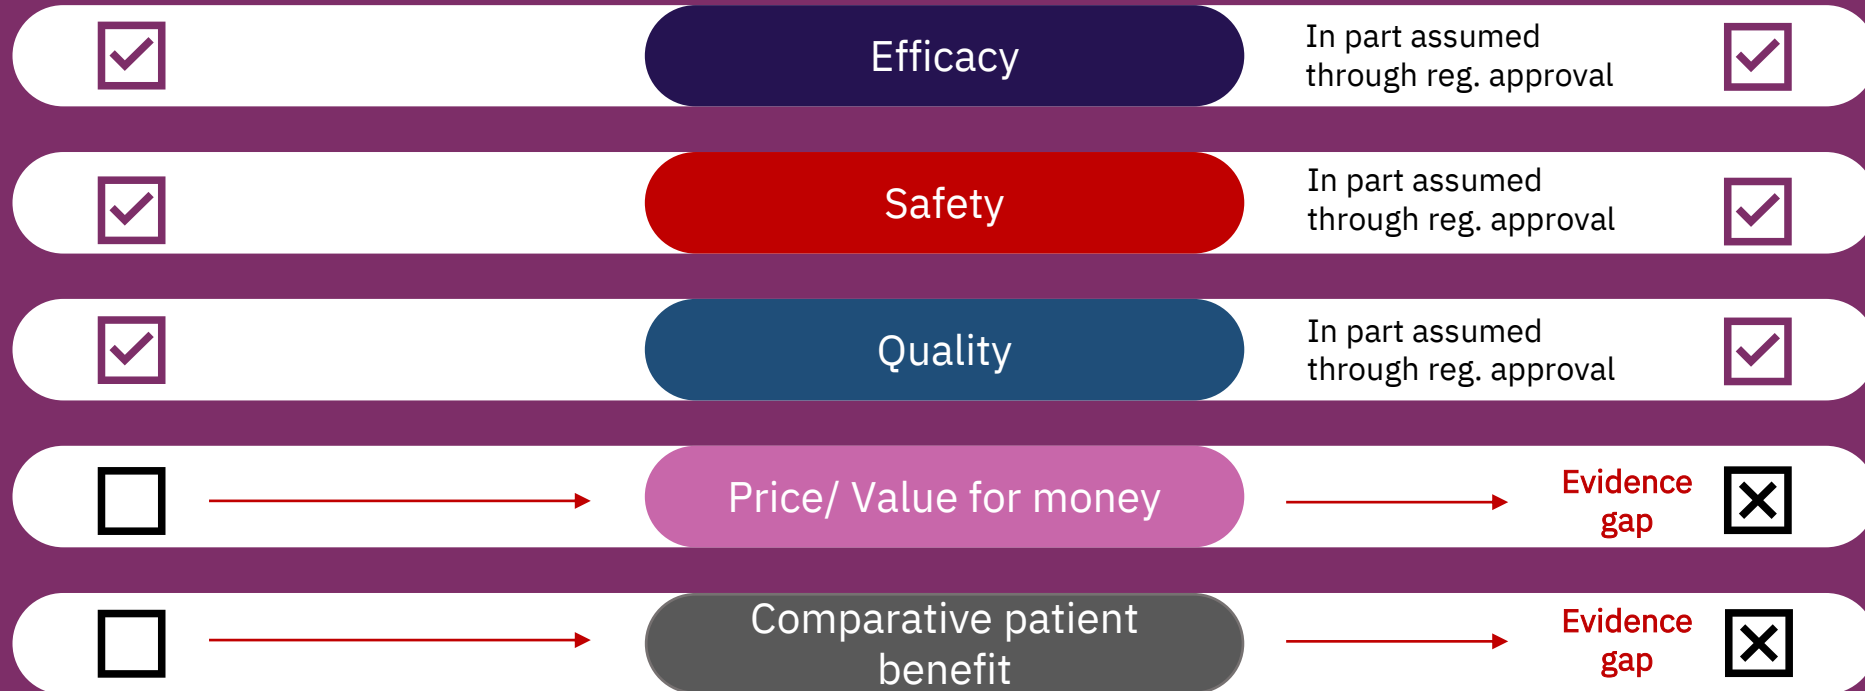 Efficacy
In part assumed
through reg. approval
Safety
In part assumed
through reg. approval
Quality
In part assumed
through reg. approval
Price/ Value for money
Evidence
gap
Comparative patient
benefit
Evidence
gap